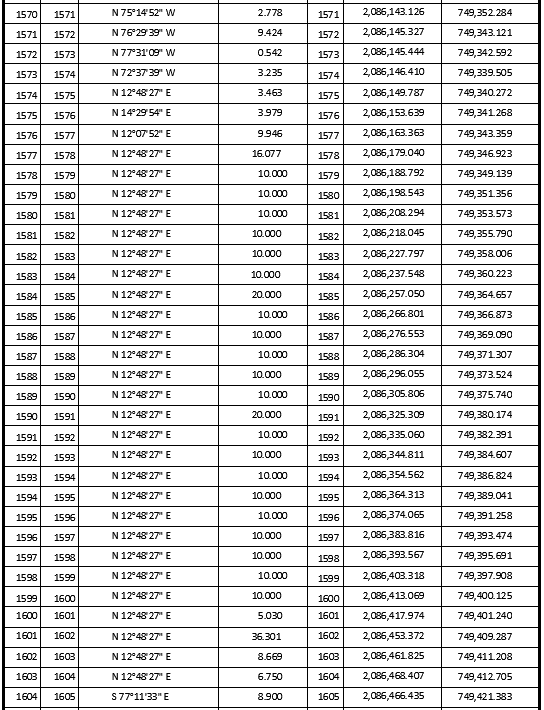 1570 1571 N 75°14'52" W 2.778 1571 2,086,143.126 749,352.284
1571 1572 N 76°29'39" W 9.424 1572 2,086,145.327 749,343.121
1572 1573 N 77°31'09" W 0.542 1573 2,086,145.444 749,342.592
1573 1574 N 72°37'39" W 3.235 1574 2,086,146.410 749,339.505
1574 1575 N 12°48'27" E 3.463 1575 2,086,149.787 749,340.272
1575 1576 N 14°29'54" E 3.979 1576 2,086,153.639 749,341.268
1576 1577 N 12°07'52" E 9.946 1577 2,086,163.363 749,343.359
1577 1578 N 12°48'27" E 16.077 1578 2,086,179.040 749,346.923
1578 1579 N 12°48'27" E 10.000 1579 2,086,188.792 749,349.139
1579 1580 N 12°48'27" E 10.000 1580 2,086,198.543 749,351.356
1580 1581 N 12°48'27" E 10.000 1581 2,086,208.294 749,353.573
1581 1582 N 12°48'27" E 10.000 1582 2,086,218.045 749,355.790
1582 1583 N 12°48'27" E 10.000 1583 2,086,227.797 749,358.006
1583 1584 N 12°48'27" E 10.000 1584 2,086,237.548 749,360.223
1584 1585 N 12°48'27" E 20.000 1585 2,086,257.050 749,364.657
1585 1586 N 12°48'27" E 10.000 1586 2,086,266.801 749,366.873
1586 1587 N 12°48'27" E 10.000 1587 2,086,276.553 749,369.090
1587 1588 N 12°48'27" E 10.000 1588 2,086,286.304 749,371.307
1588 1589 N 12°48'27" E 10.000 1589 2,086,296.055 749,373.524
1589 1590 N 12°48'27" E 10.000 1590 2,086,305.806 749,375.740
1590 1591 N 12°48'27" E 20.000 1591 2,086,325.309 749,380.174
1591 1592 N 12°48'27" E 10.000 1592 2,086,335.060 749,382.391
1592 1593 N 12°48'27" E 10.000 1593 2,086,344.811 749,384.607
1593 1594 N 12°48'27" E 10.000 1594 2,086,354.562 749,386.824
1594 1595 N 12°48'27" E 10.000 1595 2,086,364.313 749,389.041
1595 1596 N 12°48'27" E 10.000 1596 2,086,374.065 749,391.258
1596 1597 N 12°48'27" E 10.000 1597 2,086,383.816 749,393.474
1597 1598 N 12°48'27" E 10.000 1598 2,086,393.567 749,395.691
1598 1599 N 12°48'27" E 10.000 1599 2,086,403.318 749,397.908
1599 1600 N 12°48'27" E 10.000 1600 2,086,413.069 749,400.125
1600 1601 N 12°48'27" E 5.030 1601 2,086,417.974 749,401.240
1601 1602 N 12°48'27" E 36.301 1602 2,086,453.372 749,409.287
1602 1603 N 12°48'27" E 8.669 1603 2,086,461.825 749,411.208
1603 1604 N 12°48'27" E 6.750 1604 2,086,468.407 749,412.705
1604 1605 S 77°11'33" E 8.900 1605 2,086,466.435 749,421.383